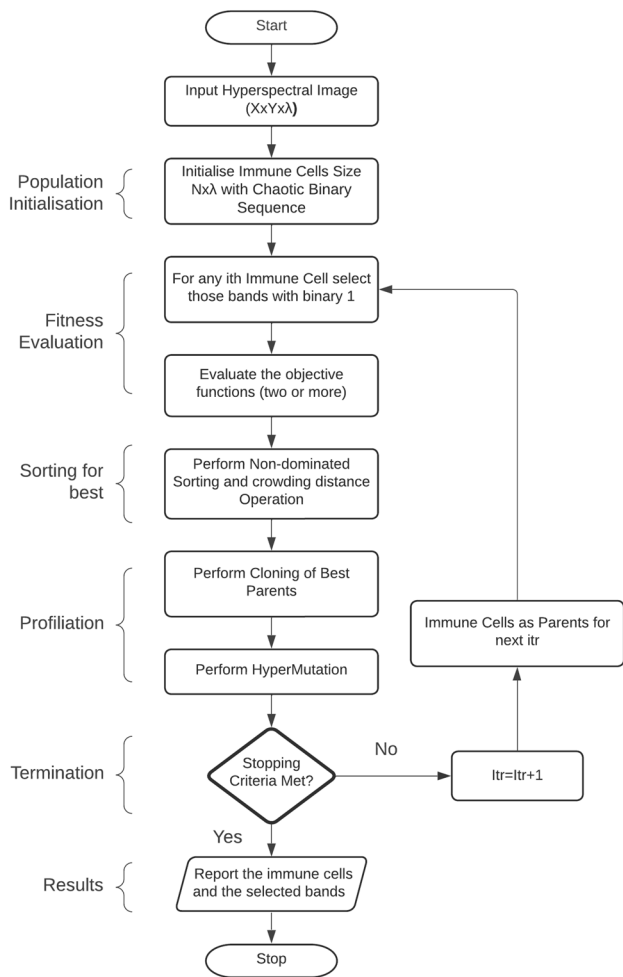 Start
Input Hyperspectral Image
(XxYxλ)
Population
Initialisation
Initialise Immune Cells Size
Nxλ with Chaotic Binary
Sequence
Fitness
Evaluation
For any ith Immune Cell select
those bands with binary 1
Evaluate the objective
functions (two or more)
Sorting for
best
Perform Non-dominated
Sorting and crowding distance
Operation
Profiliation
Perform Cloning of Best
Parents
Perform HyperMutation
Immune Cells as Parents for
next itr
Termination
Stopping
Criteria Met?
No
Itr=Itr+1
Yes
Results
Report the immune cells
and the selected bands
Stop